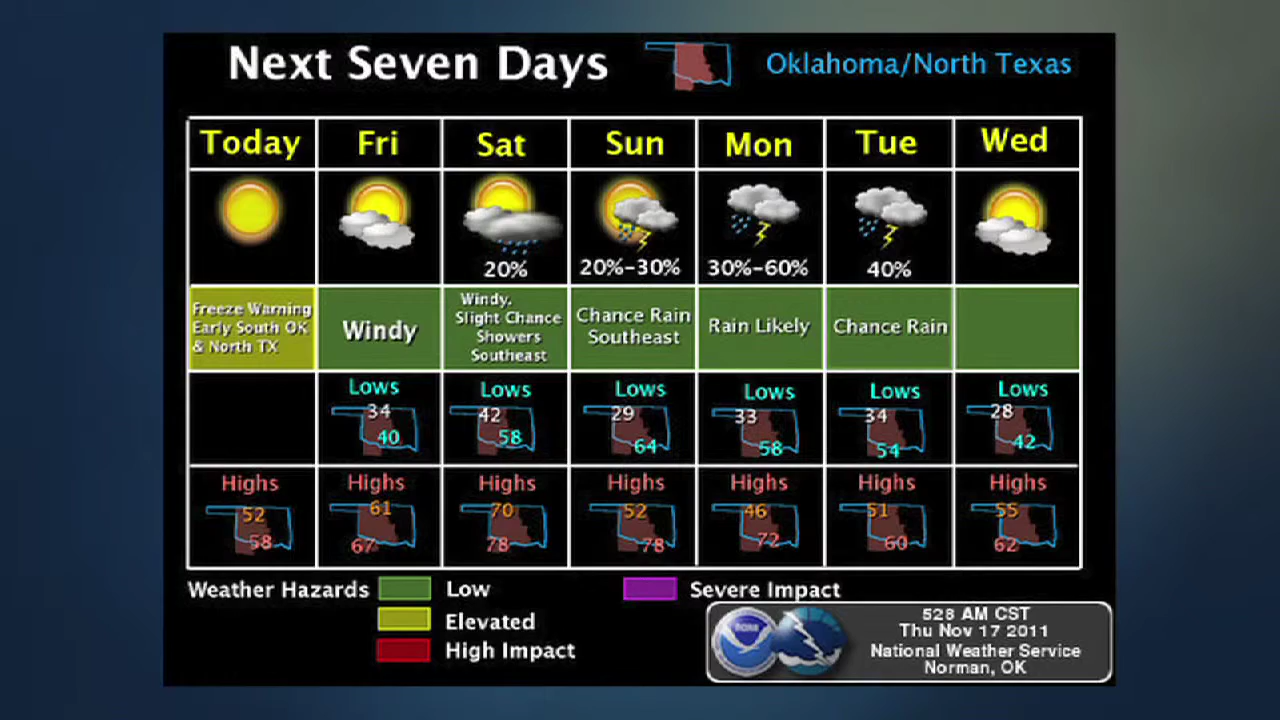 Next Seven Days
Oklahoma/North Texas
Today Fri Sat Sun Mon Tue Wed
20% 20%-30% 30%-60% 40%
Freeze Warning
Early South OK
& North TX
Windy
Windy.
Slight Chance
Showers
Southeast
Chance Rain
Southeast
Rain Likely
Chance Rain
Lows Lows Lows Lows Lows Lows
34 42 29 33 34 28
40 58 64 58 54 42
Highs Highs Highs Highs Highs Highs Highs
52 61 70 52 46 51 55
58 67 78 78 72 60 62
Weather Hazards
Low
Elevated
High Impact
Severe Impact
NOAA
528 AM CST
Thu Nov 17 2011
National Weather Service
Norman, OK